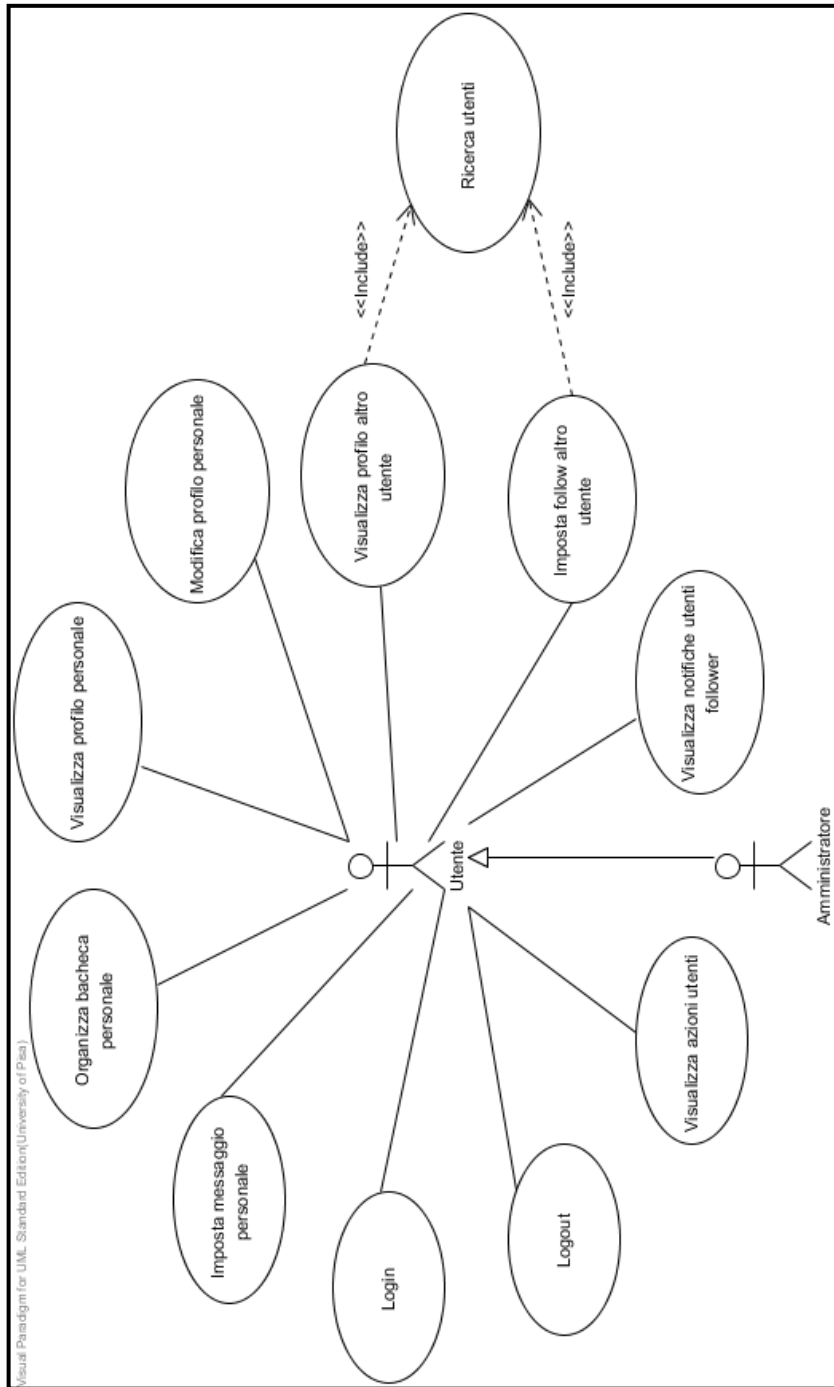 Visual Paradigm for UML Standard Edition(University of Pisa)
Organizza bacheca
personale
Visualizza profilo personale
Modifica profilo personale
Imposta messaggio
personale
Visualizza profilo altro
utente
<<Include>>
Ricerca utenti
Login
Utente
Imposta follow altro
utente
<<Include>>
Logout
Visualizza azioni utenti
Visualizza notifiche utenti
follower
Amministratore